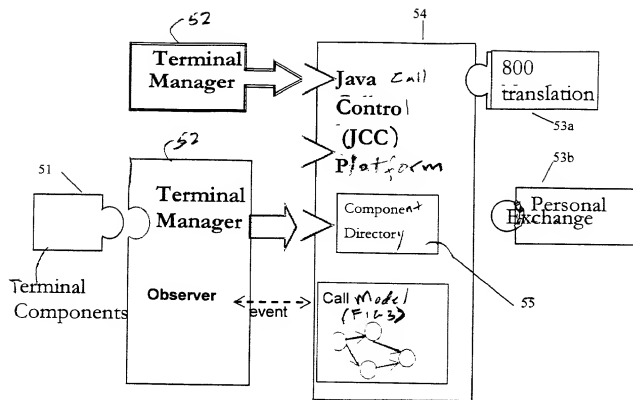 52
54
Terminal
Manager
Java Call
Control
(JCC)
Platform
800
translation
53a
52
51
Terminal
Manager
53b
Personal
Exchange
Component
Directory
Terminal
Components
Observer
event
55
Call Model
(FIG 3)